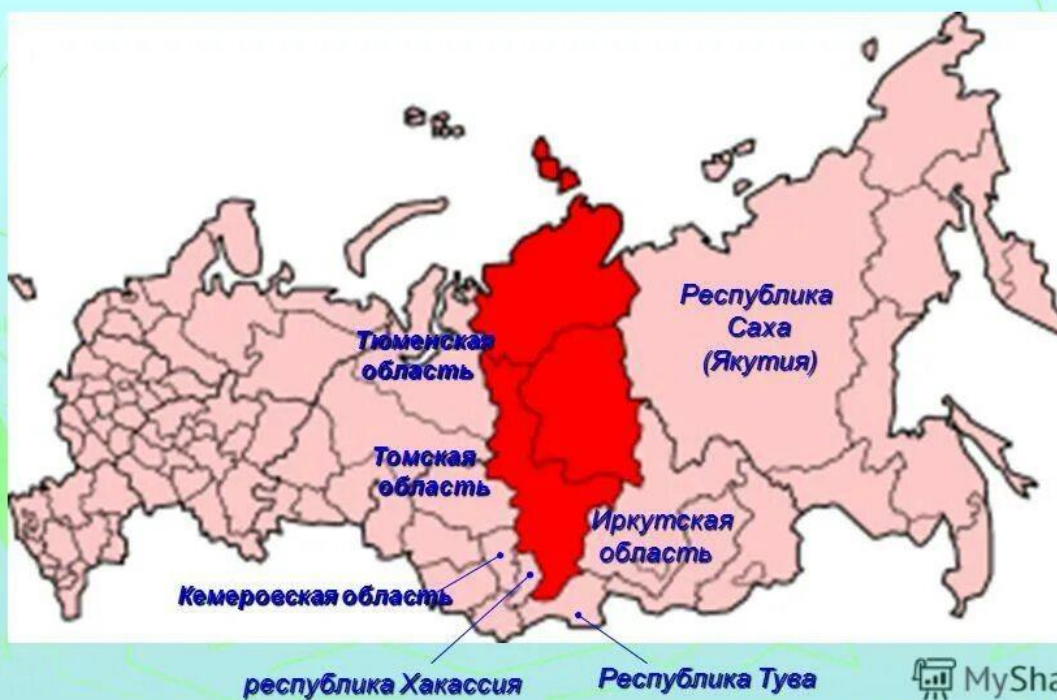 Республика
Саха
(Якутия)
Тюменская
область
Томская
область
Иркутская
область
Кемеровская область
республика Хакассия
Республика Тува
MySha